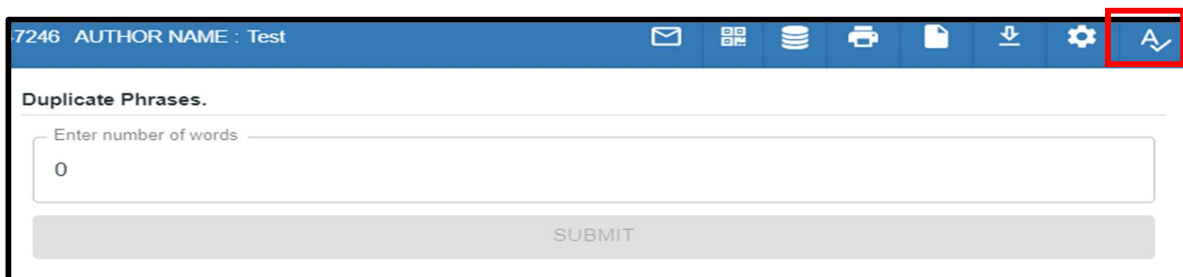 7246 AUTHOR NAME : Test
Duplicate Phrases.
Enter number of words
0
SUBMIT